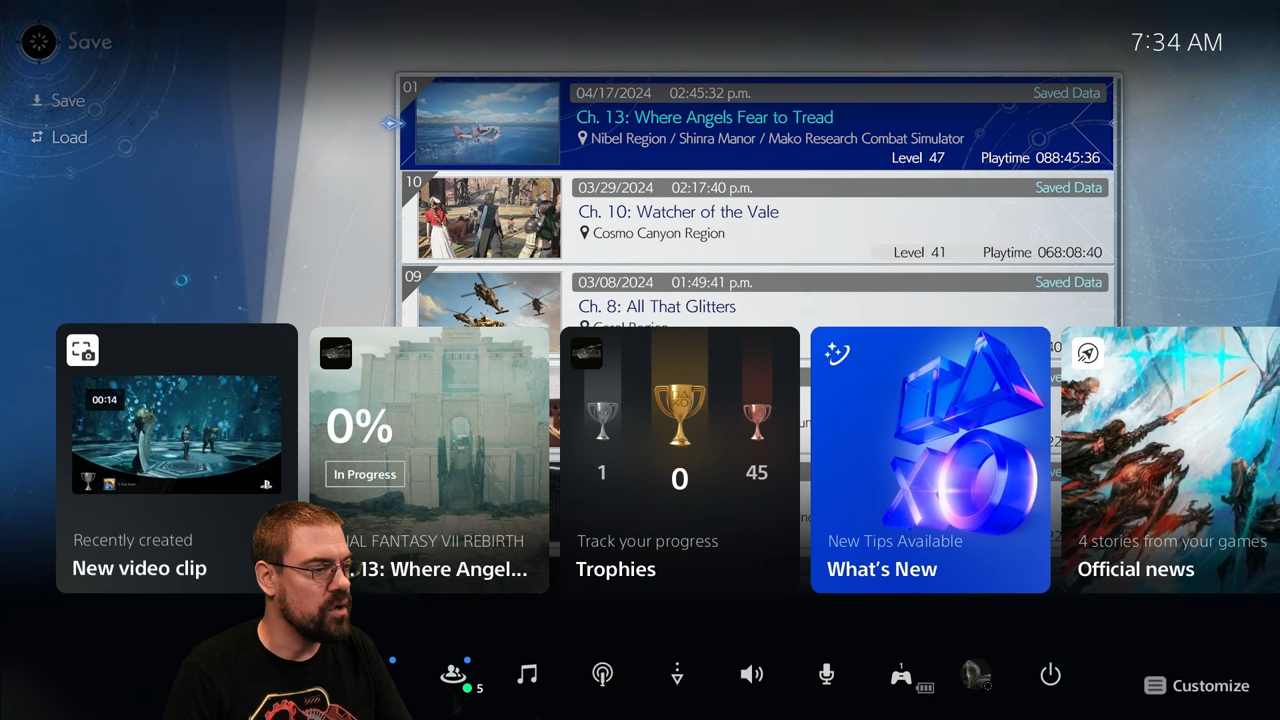 Save
7:34 AM
Save
Load
01
04/17/2024 02:45:32 p.m. Saved Data
Ch. 13: Where Angels Fear to Tread
Nibel Region / Shinra Manor / Mako Research Combat Simulator
Level 47 Playtime 088:45:36
10
03/29/2024 02:17:40 p.m. Saved Data
Ch. 10: Watcher of the Vale
Cosmo Canyon Region
Level 41 Playtime 068:08:40
09
03/08/2024 01:49:41 p.m. Saved Data
Ch. 8: All That Glitters
00:14
Recently created
New video clip
0%
In Progress
FINAL FANTASY VII REBIRTH
13: Where Angel...
1
0
45
Track your progress
Trophies
New Tips Available
What's New
4 stories from your games
Official news
5
1
Customize